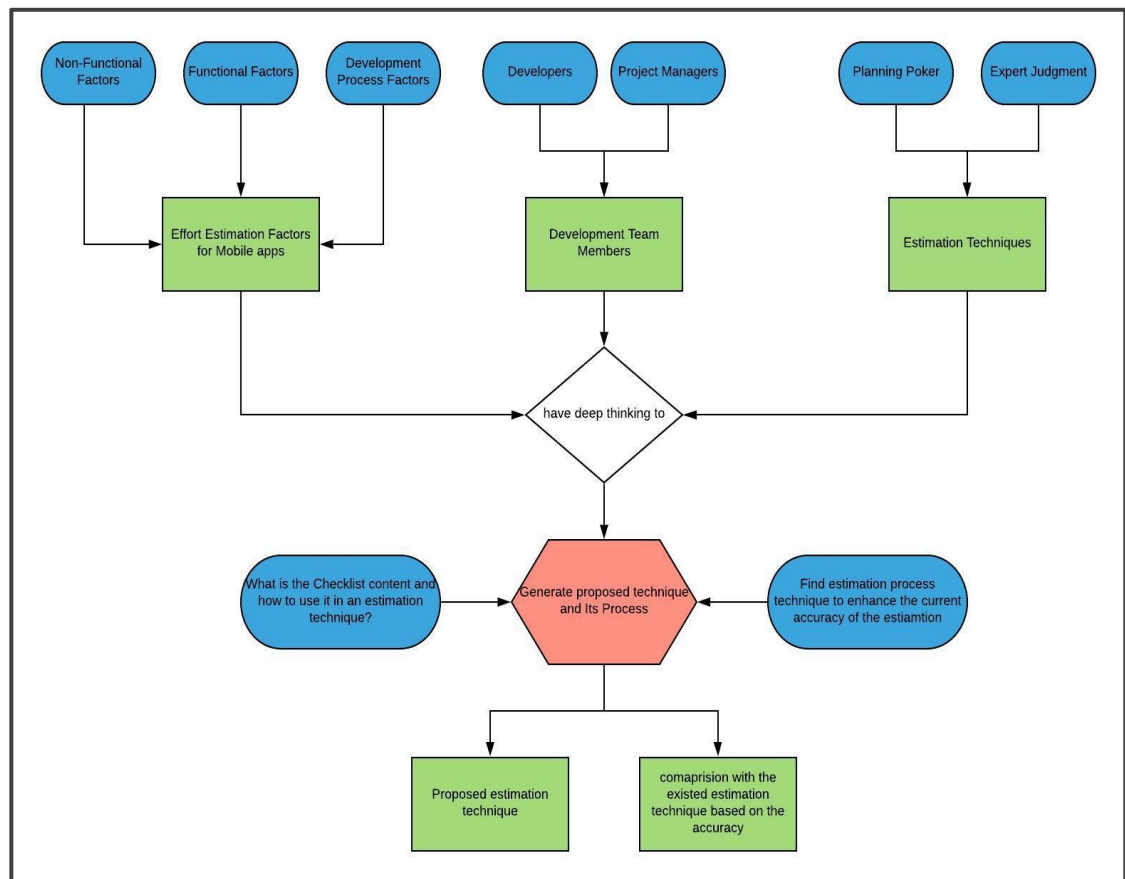 Non-Functional
Factors
Functional Factors
Development
Process Factors
Developers
Project Managers
Planning Poker
Expert Judgment
Effort Estimation Factors
for Mobile apps
Development Team
Members
Estimation Techniques
have deep thinking to
What is the Checklist content and
how to use it in an estimation
technique?
Generate proposed technique
and Its Process
Find estimation process
technique to enhance the current
accuracy of the estiamtion
Proposed estimation
technique
comaprision with the
existed estimation
technique based on the
accuracy